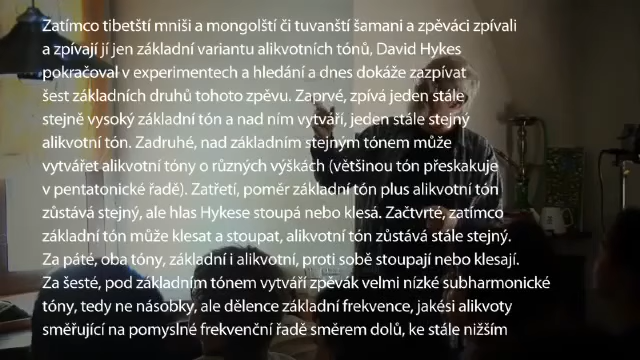 Zatímco tibetští mniši a mongolští či tuvanští šamani a zpěváci zpívali
a zpívají jí jen základní variantu alikvotních tónů, David Hykes
pokračoval v experimentech a hledání a dnes dokáže zazpívat
šest základních druhů tohoto zpěvu. Zaprvé, zpívá jeden stále
stejně vysoký základní tón a nad ním vytváří, jeden stále stejný
alikvotní tón. Zadruhé, nad základním stejným tónem může
vytvářet alikvotní tóny o různých výškách (většinou tón přeskakuje
v pentatonické řadě). Zatřetí, poměr základní tón plus alikvotní tón
zůstává stejný, ale hlas Hykese stoupá nebo klesá. Začtvrté, zatímco
základní tón může klesat a stoupat, alikvotní tón zůstává stále stejný.
Za páté, oba tóny, základní i alikvotní, proti sobě stoupají nebo klesají.
Za šesté, pod základním tónem vytváří zpěvák velmi nízké subharmonické
tóny, tedy ne násobky, ale dělence základní frekvence, jakési alikvoty
směřující na pomyslné frekvenční řadě směrem dolů, ke stále nižším